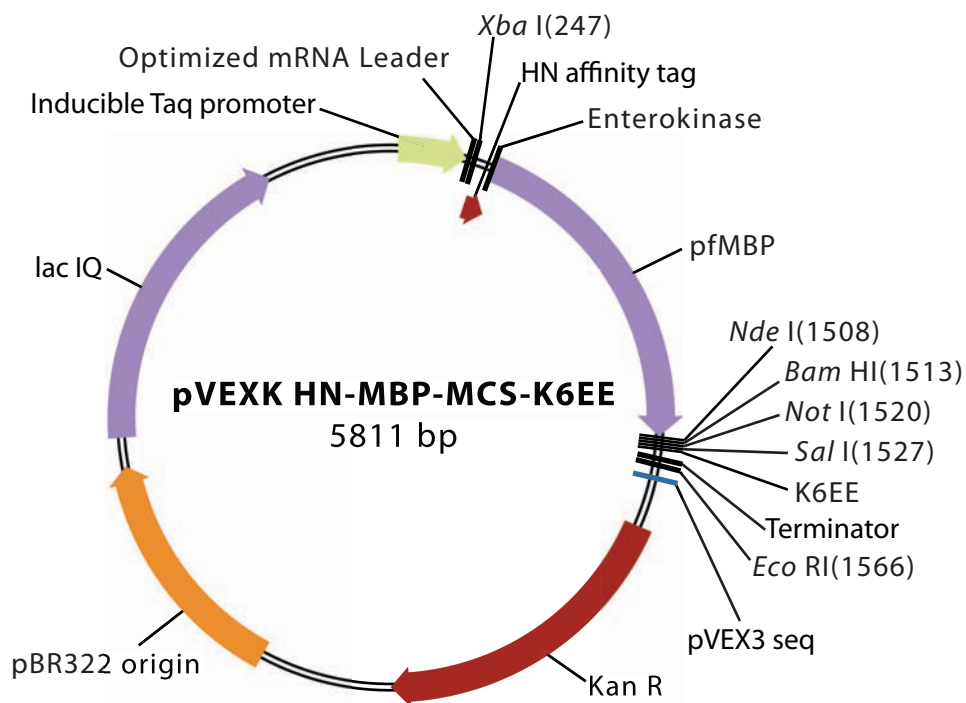 Xba I(247)
Optimized mRNA Leader
HN affinity tag
Inducible Taq promoter
Enterokinase
pfMBP
lac IQ
Nde I(1508)
Bam HI(1513)
pVEXK HN-MBP-MCS-K6EE
Not I(1520)
5811 bp
Sal I(1527)
K6EE
Terminator
Eco RI(1566)
pVEX3 seq
pBR322 origin
Kan R